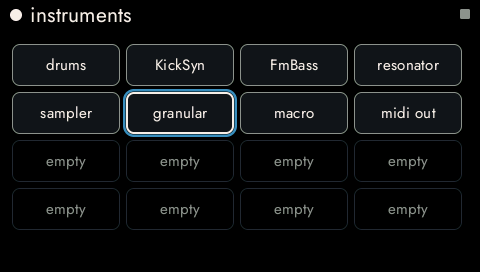 instruments
drums KickSyn FmBass resonator
sampler granular macro midi out
empty empty empty empty
empty empty empty empty